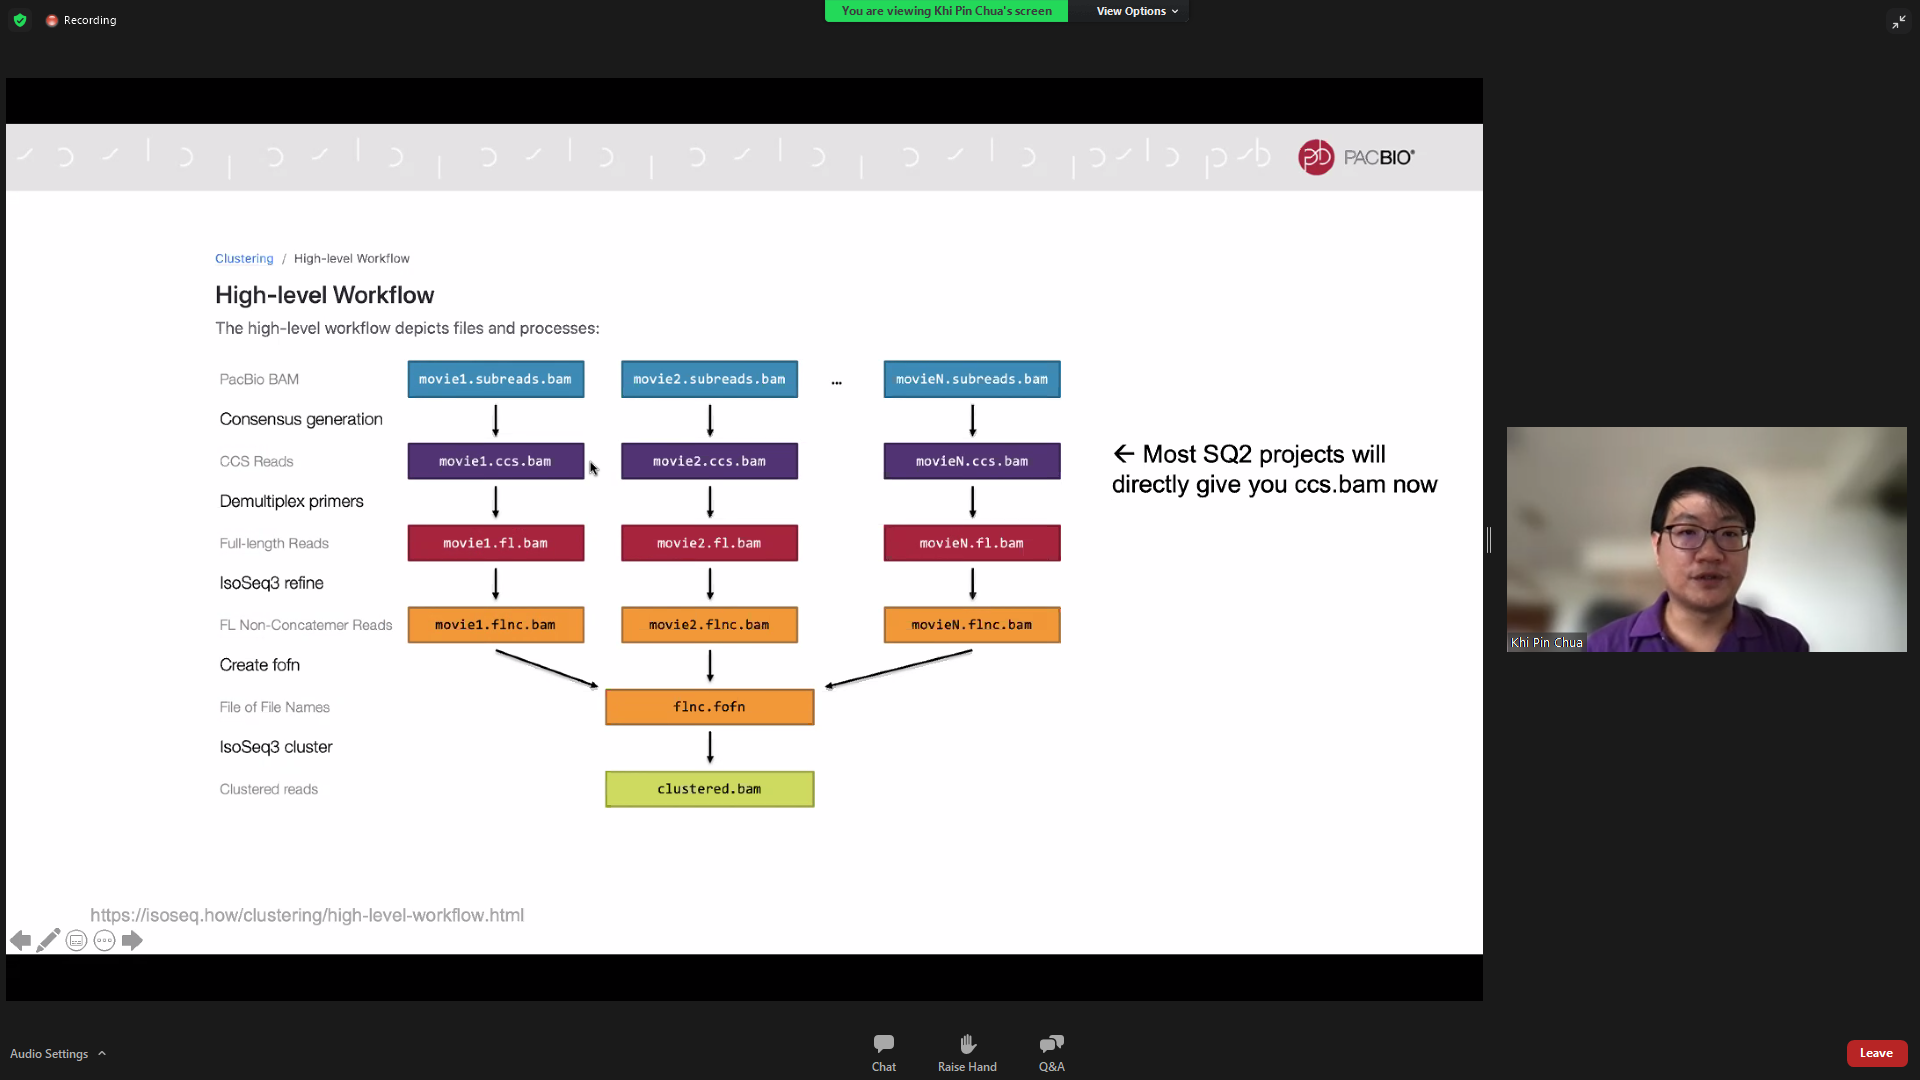 Recording
You are viewing Khi Pin Chua's screen
View Options
PACBIO®
Clustering / High-level Workflow
High-level Workflow
The high-level workflow depicts files and processes:
PacBio BAM
movie1.subreads.bam
movie2.subreads.bam
...
movieN.subreads.bam
Consensus generation
CCS Reads
movie1.ccs.bam
movie2.ccs.bam
movieN.ccs.bam
← Most SQ2 projects will
directly give you ccs.bam now
Demultiplex primers
Full-length Reads
movie1.fl.bam
movie2.fl.bam
movieN.fl.bam
IsoSeq3 refine
FL Non-Concatemer Reads
movie1.flnc.bam
movie2.flnc.bam
movieN.flnc.bam
Create fofn
File of File Names
flnc.fofn
IsoSeq3 cluster
Clustered reads
clustered.bam
https://isoseq.how/clustering/high-level-workflow.html
Khi Pin Chua
Audio Settings
Chat
Raise Hand
Q&A
Leave